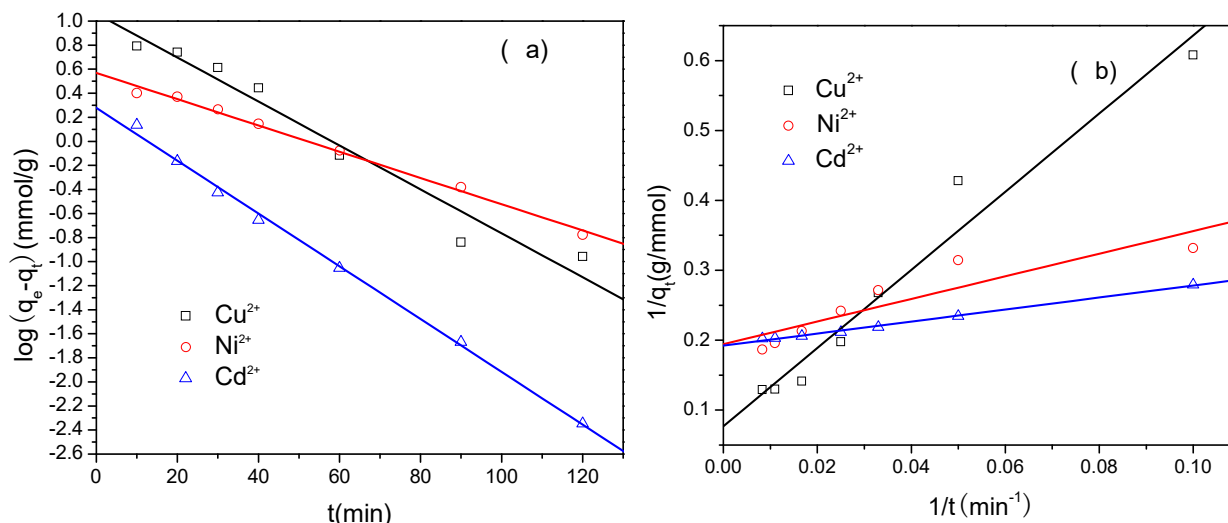 ( a)
1.0
0.8
0.6
0.4
0.2
0.0
-0.2
-0.4
-0.6
-0.8
-1.0
-1.2
-1.4
-1.6
-1.8
-2.0
-2.2
-2.4
-2.6
log (qe-qt) (mmol/g)
Cu2+
Ni2+
Cd2+
0 20 40 60 80 100 120
t(min)
( b)
0.6
0.5
0.4
0.3
0.2
0.1
1/qt(g/mmol)
Cu2+
Ni2+
Cd2+
0.00 0.02 0.04 0.06 0.08 0.10
1/t (min-1)